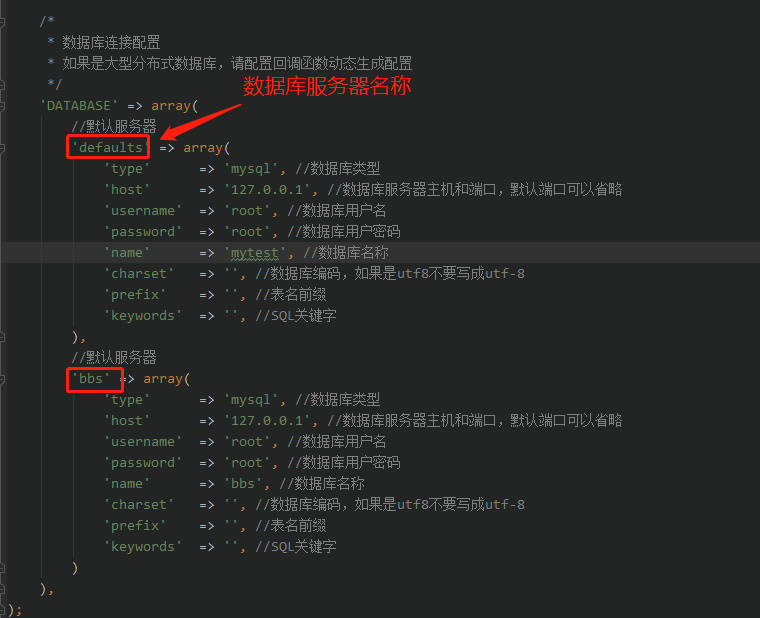 /*
* 数据库连接配置
* 如果是大型分布式数据库，请配置回调函数动态生成配置
*/
数据库服务器名称
'DATABASE' => array(
//默认服务器
'defaults' => array(
'type' => 'mysql', //数据库类型
'host' => '127.0.0.1', //数据库服务器主机和端口，默认端口可以省略
'username' => 'root', //数据库用户名
'password' => 'root', //数据库用户密码
'name' => 'mytest', //数据库名称
'charset' => '', //数据库编码，如果是utf8不要写成utf-8
'prefix' => '', //表名前缀
'keywords' => '', //SQL关键字
),
//默认服务器
'bbs' => array(
'type' => 'mysql', //数据库类型
'host' => '127.0.0.1', //数据库服务器主机和端口，默认端口可以省略
'username' => 'root', //数据库用户名
'password' => 'root', //数据库用户密码
'name' => 'bbs', //数据库名称
'charset' => '', //数据库编码，如果是utf8不要写成utf-8
'prefix' => '', //表名前缀
'keywords' => '', //SQL关键字
)
),
);